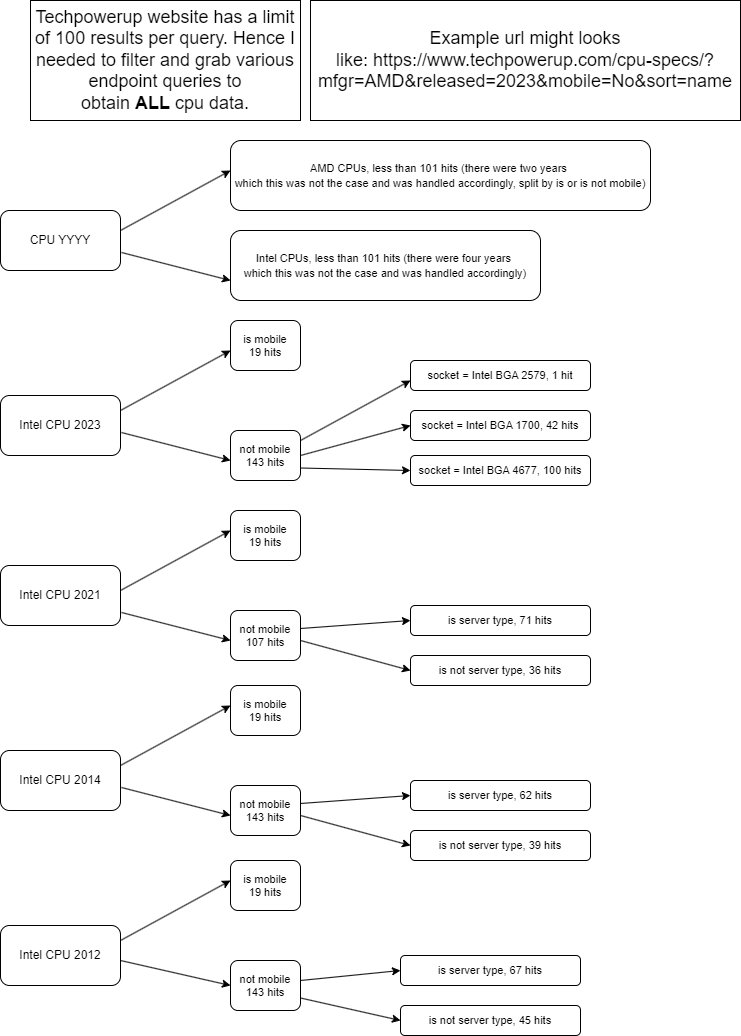 Techpowerup website has a limit
of 100 results per query. Hence I
needed to filter and grab various
endpoint queries to
obtain ALL cpu data.
Example url might looks
like: https://www.techpowerup.com/cpu-specs/?
mfgr=AMD&released=2023&mobile=No&sort=name
CPU YYYY
AMD CPUs, less than 101 hits (there were two years
which this was not the case and was handled accordingly, split by is or is not mobile)
Intel CPUs, less than 101 hits (there were four years
which this was not the case and was handled accordingly)
Intel CPU 2023
is mobile
19 hits
not mobile
143 hits
socket = Intel BGA 2579, 1 hit
socket = Intel BGA 1700, 42 hits
socket = Intel BGA 4677, 100 hits
Intel CPU 2021
is mobile
19 hits
not mobile
107 hits
is server type, 71 hits
is not server type, 36 hits
Intel CPU 2014
is mobile
19 hits
not mobile
143 hits
is server type, 62 hits
is not server type, 39 hits
Intel CPU 2012
is mobile
19 hits
not mobile
143 hits
is server type, 67 hits
is not server type, 45 hits